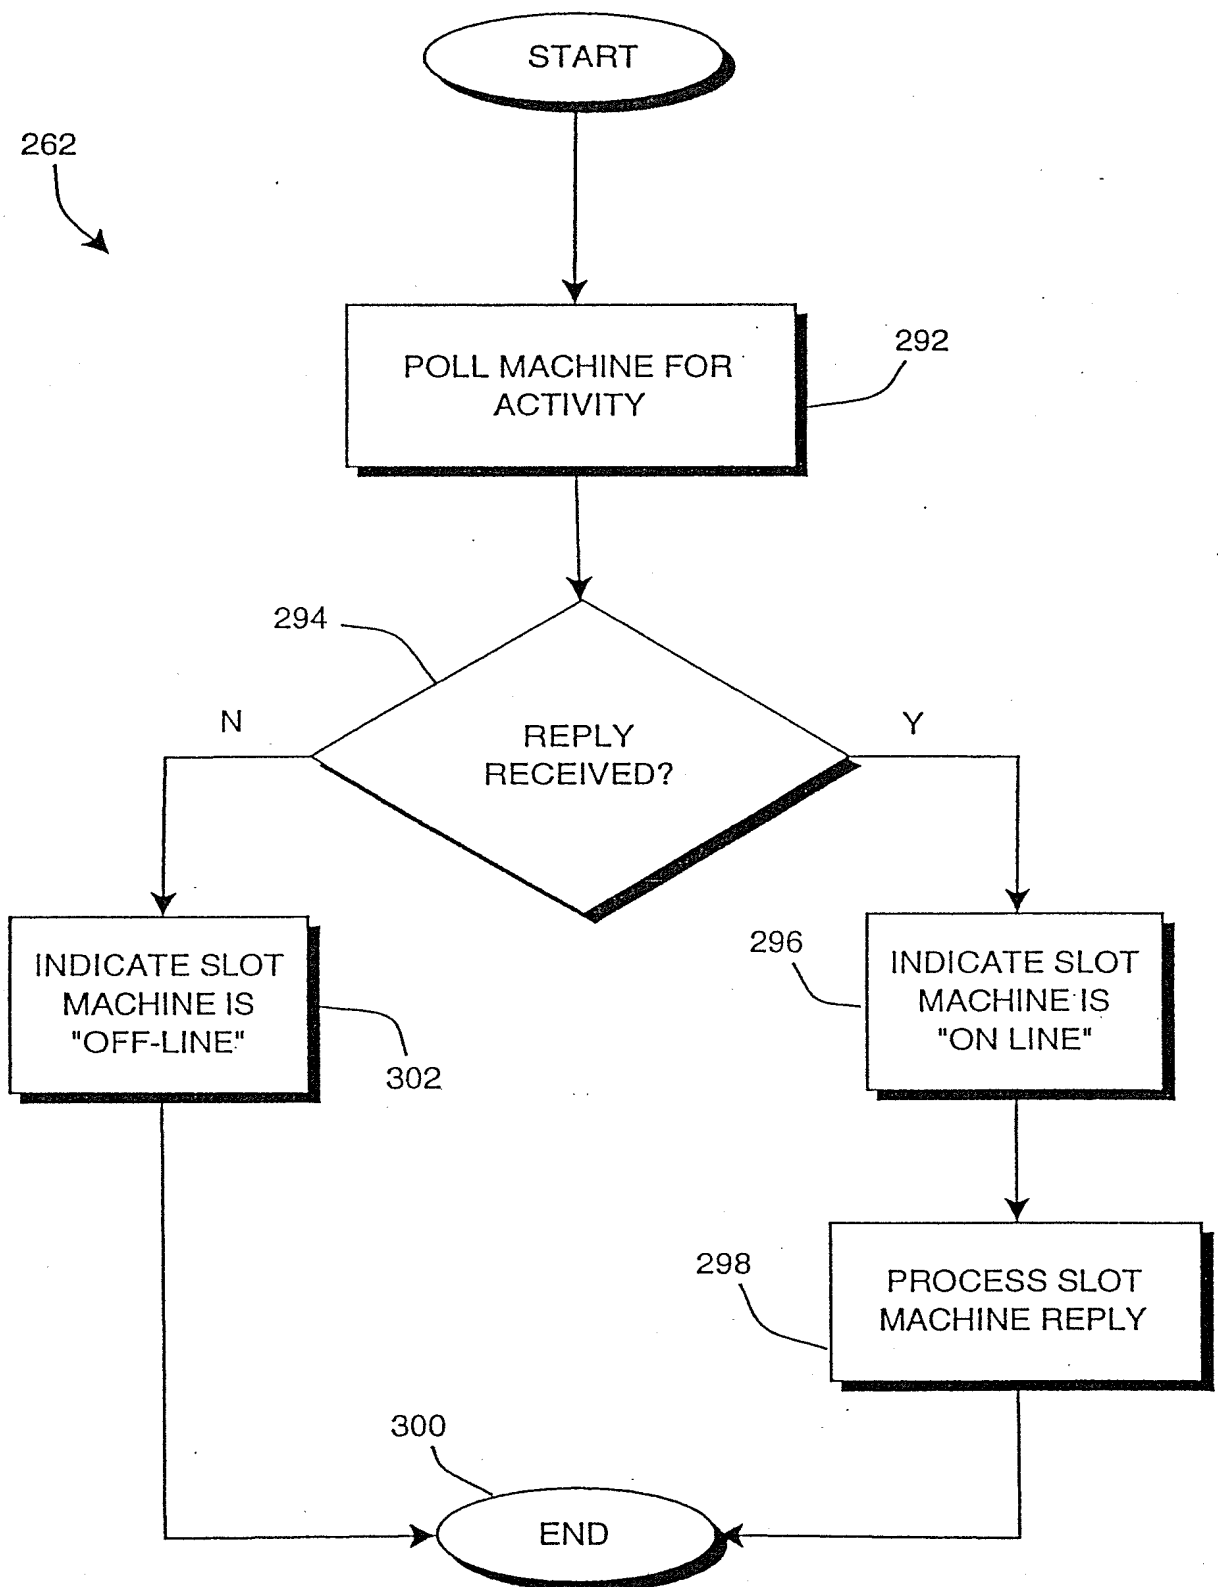 START
262
POLL MACHINE FOR
ACTIVITY
292
294
N
REPLY
RECEIVED?
Y
INDICATE SLOT
MACHINE IS
"OFF-LINE"
302
296
INDICATE SLOT
MACHINE IS
"ON LINE"
298
PROCESS SLOT
MACHINE REPLY
300
END